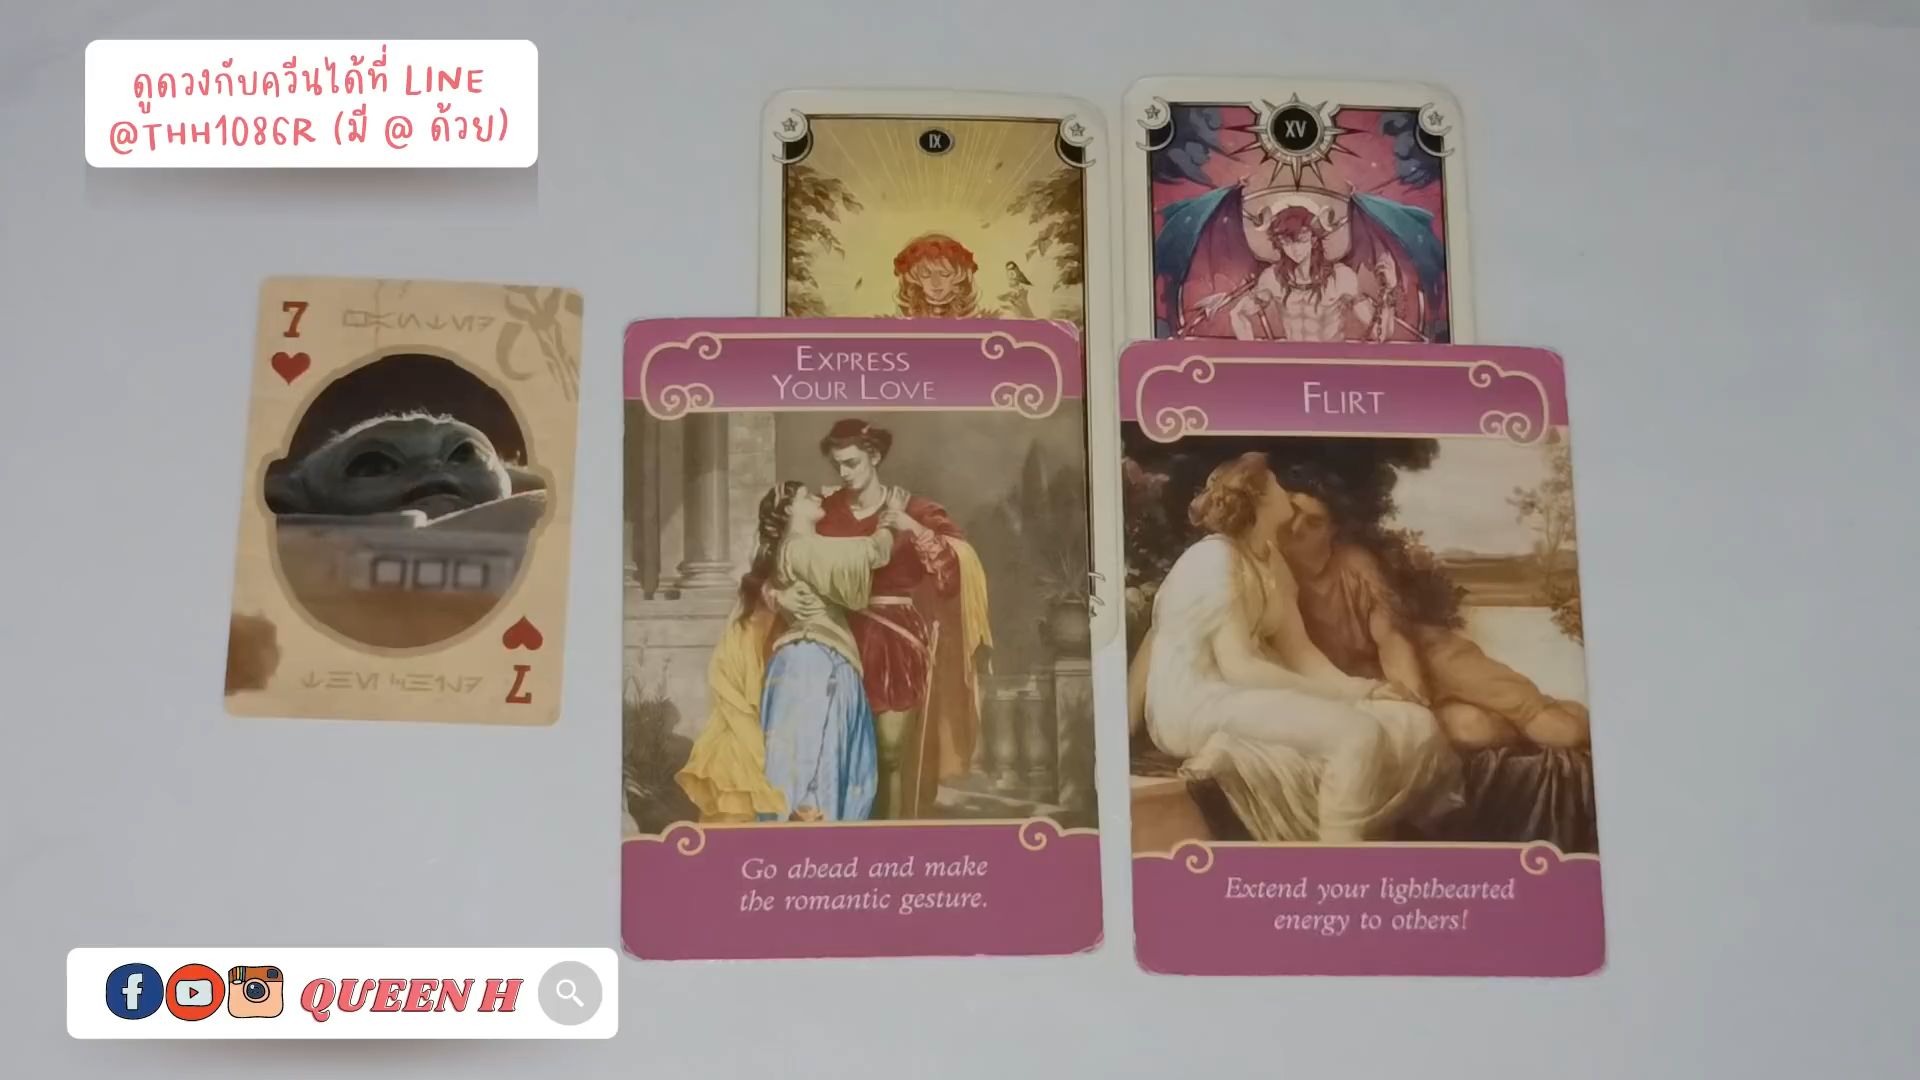 ดูดวงกับควีนได้ที่ LINE
@THH1086R (มี @ ด้วย)
IX
XV
7
EXPRESS
YOUR LOVE
FLIRT
7
Go ahead and make
the romantic gesture.
Extend your lighthearted
energy to others!
QUEEN H